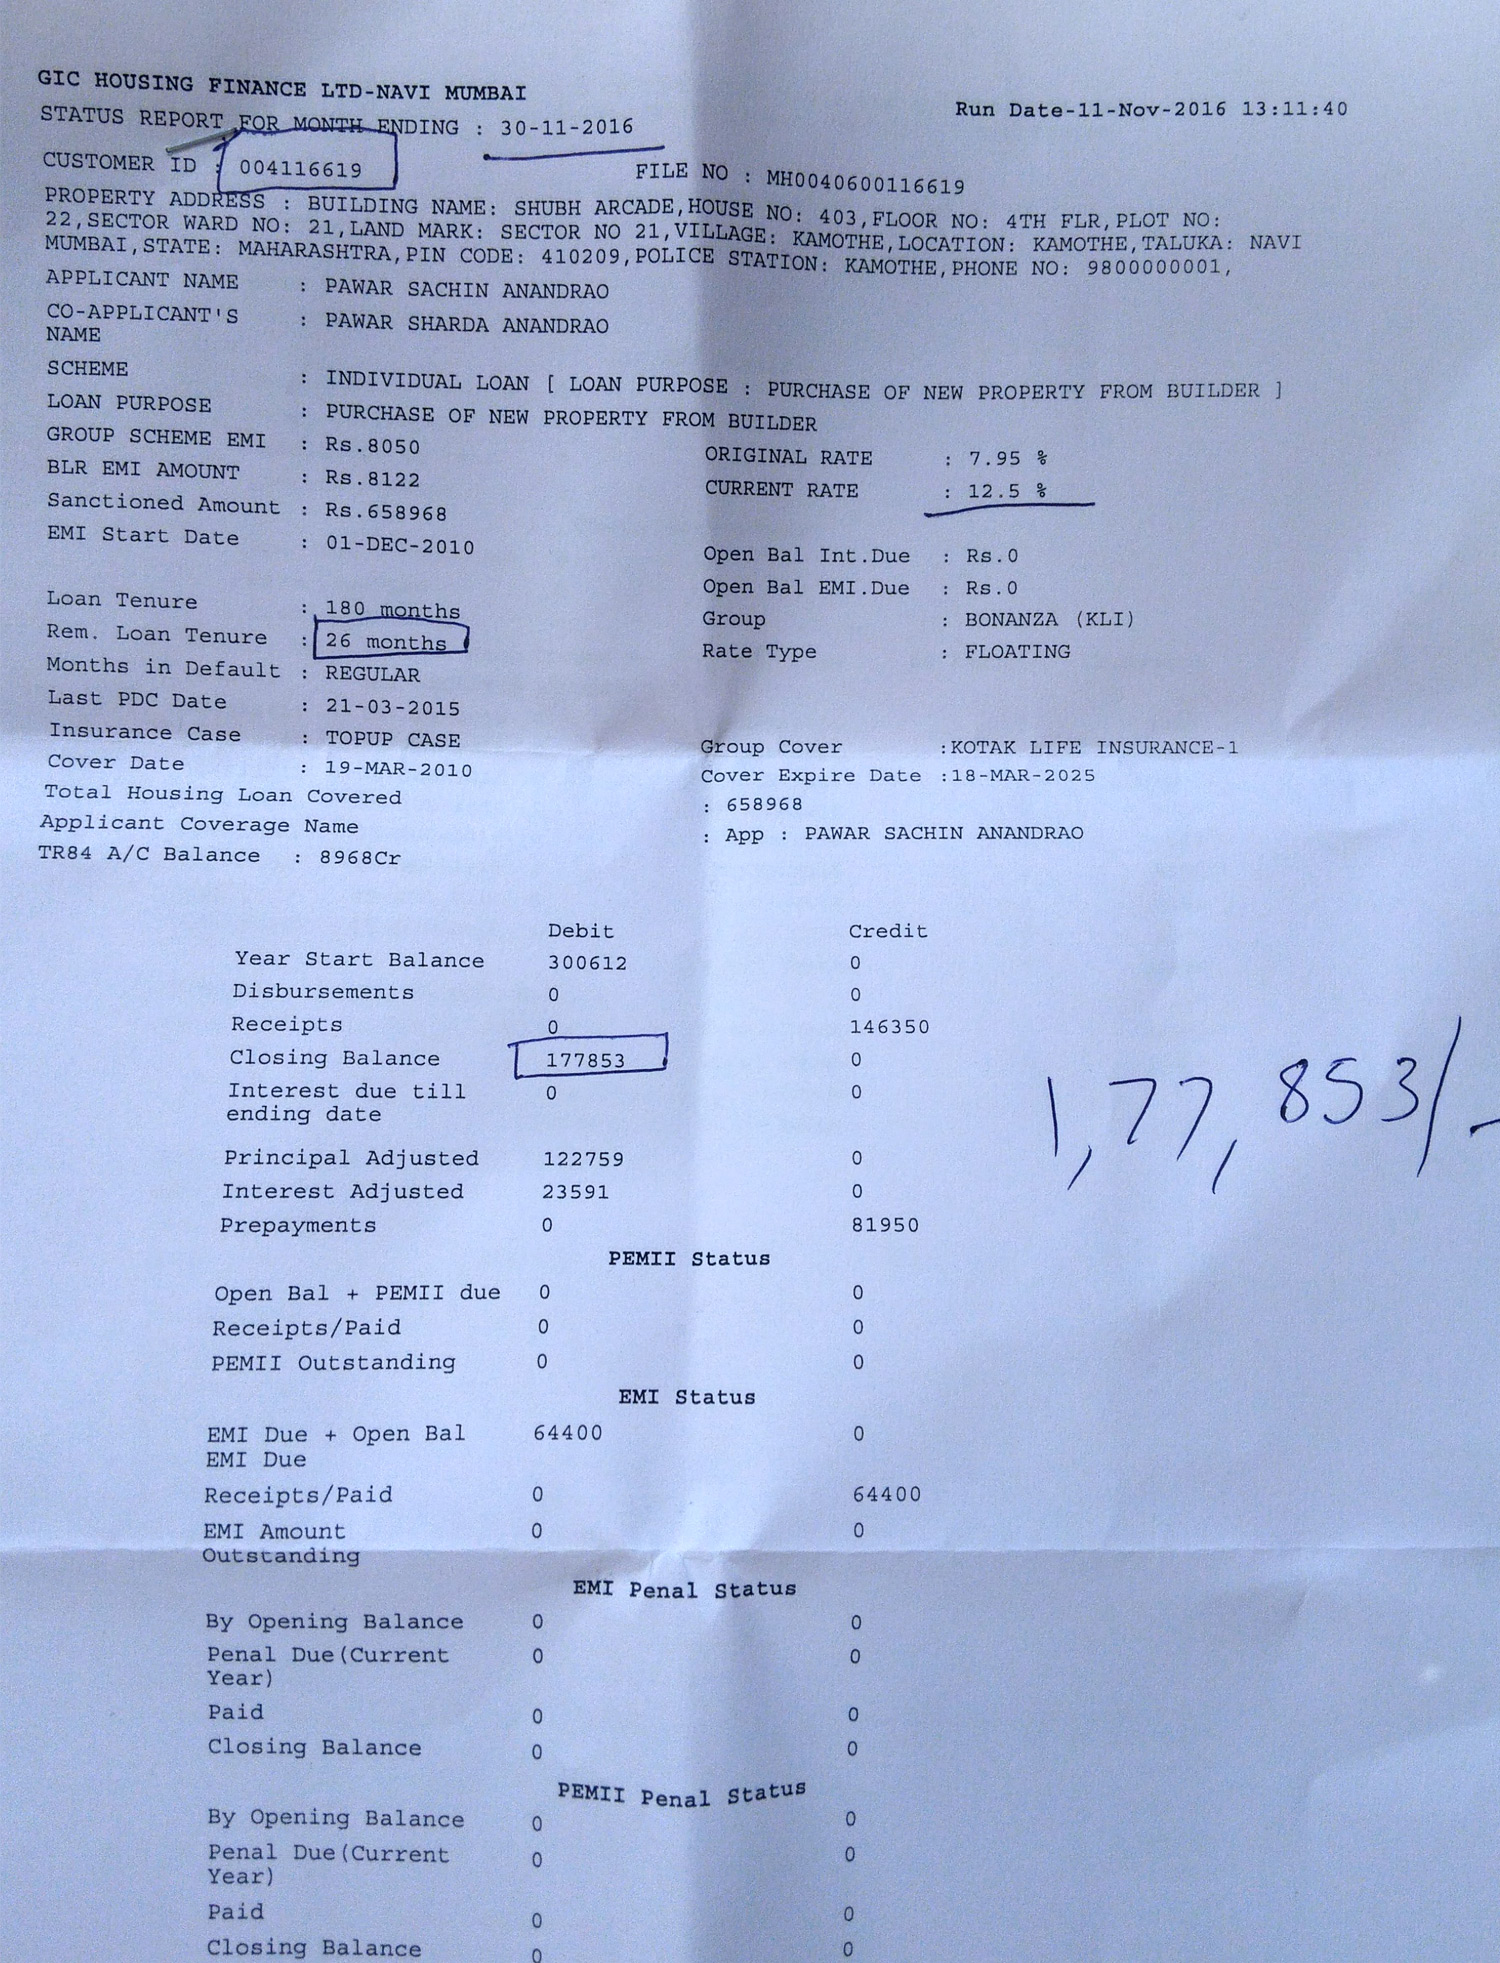 GIC HOUSING FINANCE LTD-NAVI MUMBAI
Run Date-11-Nov-2016 13:11:40
STATUS REPORT FOR MONTH ENDING : 30-11-2016
CUSTOMER ID : 004116619 FILE NO : MH0040600116619
PROPERTY ADDRESS : BUILDING NAME: SHUBH ARCADE,HOUSE NO: 403,FLOOR NO: 4TH FLR,PLOT NO:
22,SECTOR WARD NO: 21,LAND MARK: SECTOR NO 21,VILLAGE: KAMOTHE,LOCATION: KAMOTHE,TALUKA: NAVI
MUMBAI,STATE: MAHARASHTRA,PIN CODE: 410209,POLICE STATION: KAMOTHE,PHONE NO: 9800000001,
APPLICANT NAME : PAWAR SACHIN ANANDRAO
CO-APPLICANT'S : PAWAR SHARDA ANANDRAO
NAME
SCHEME : INDIVIDUAL LOAN [ LOAN PURPOSE : PURCHASE OF NEW PROPERTY FROM BUILDER ]
LOAN PURPOSE : PURCHASE OF NEW PROPERTY FROM BUILDER
GROUP SCHEME EMI : Rs.8050 ORIGINAL RATE : 7.95 %
BLR EMI AMOUNT : Rs.8122 CURRENT RATE : 12.5 %
Sanctioned Amount : Rs.658968
EMI Start Date : 01-DEC-2010 Open Bal Int.Due : Rs.0
Open Bal EMI.Due : Rs.0
Loan Tenure : 180 months Group : BONANZA (KLI)
Rem. Loan Tenure : 26 months Rate Type : FLOATING
Months in Default : REGULAR
Last PDC Date : 21-03-2015
Insurance Case : TOPUP CASE Group Cover :KOTAK LIFE INSURANCE-1
Cover Date : 19-MAR-2010 Cover Expire Date :18-MAR-2025
Total Housing Loan Covered : 658968
Applicant Coverage Name : App : PAWAR SACHIN ANANDRAO
TR84 A/C Balance : 8968Cr
Debit Credit
Year Start Balance 300612 0
Disbursements 0 0
Receipts 0 146350
Closing Balance 177853 0
1,77,853/-
Interest due till 0 0
ending date
Principal Adjusted 122759 0
Interest Adjusted 23591 0
Prepayments 0 81950
PEMII Status
Open Bal + PEMII due 0 0
Receipts/Paid 0 0
PEMII Outstanding 0 0
EMI Status
EMI Due + Open Bal 64400 0
EMI Due
Receipts/Paid 0 64400
EMI Amount 0 0
Outstanding
EMI Penal Status
By Opening Balance 0 0
Penal Due(Current 0 0
Year)
Paid 0 0
Closing Balance 0 0
PEMII Penal Status
By Opening Balance 0 0
Penal Due(Current 0 0
Year)
Paid 0 0
Closing Balance 0 0